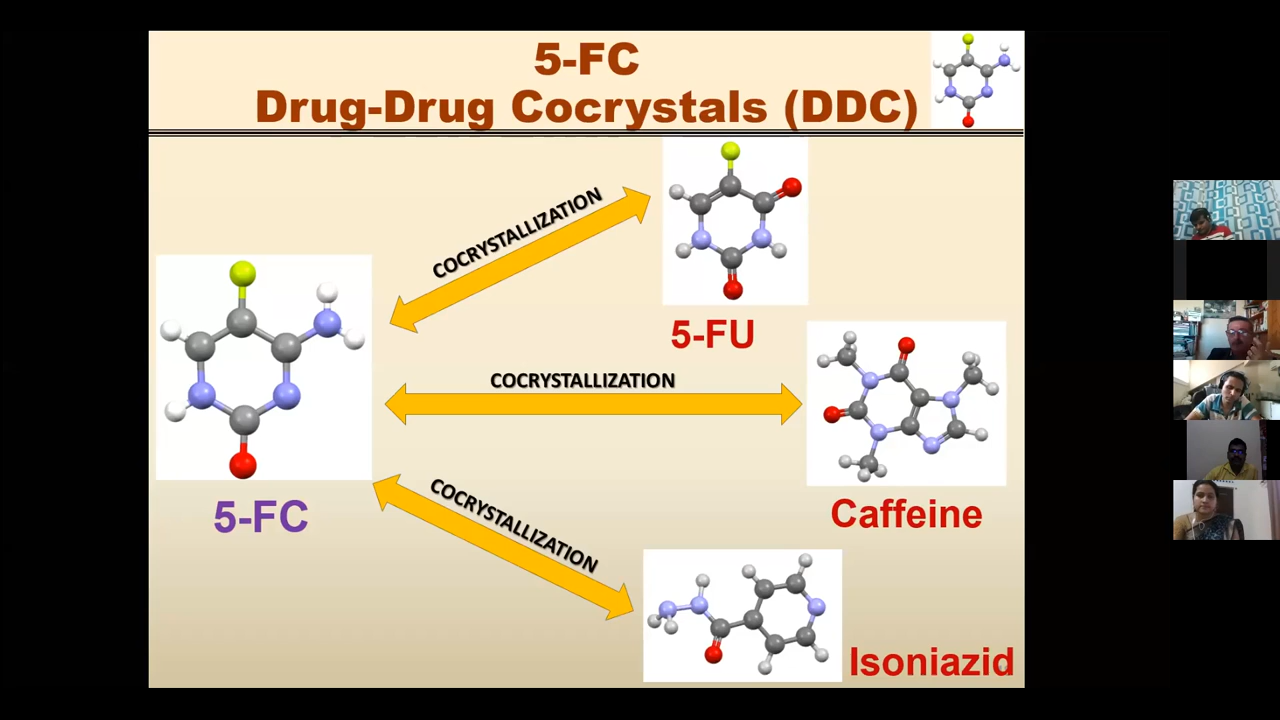 5-FC
Drug-Drug Cocrystals (DDC)
COCRYSTALLIZATION
5-FU
COCRYSTALLIZATION
5-FC
Caffeine
COCRYSTALLIZATION
Isoniazid